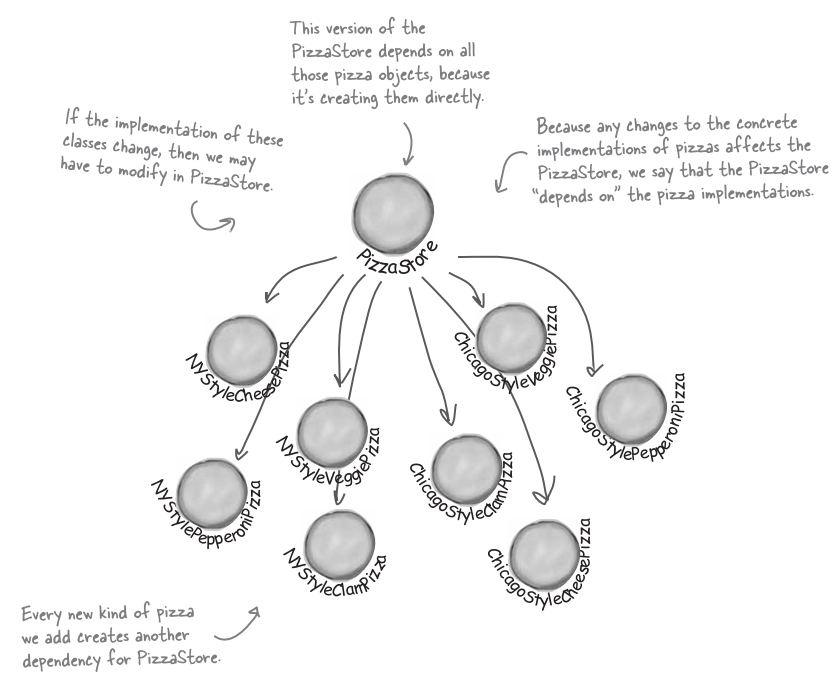 This version of the
PizzaStore depends on all
those pizza objects, because
it's creating them directly.
If the implementation of these
classes change, then we may
have to modify in PizzaStore.
Because any changes to the concrete
implementations of pizzas affects the
PizzaStore, we say that the PizzaStore
“depends on” the pizza implementations.
PizzaStore
NYStyleCheesePizza
ChicagoStyleVeggiePizza
ChicagoStylePepperoniPizza
NYStyleVeggiePizza
ChicagoStyleClamPizza
NYStylePepperoniPizza
NYStyleClamPizza
ChicagoStyleCheesePizza
Every new kind of pizza
we add creates another
dependency for PizzaStore.